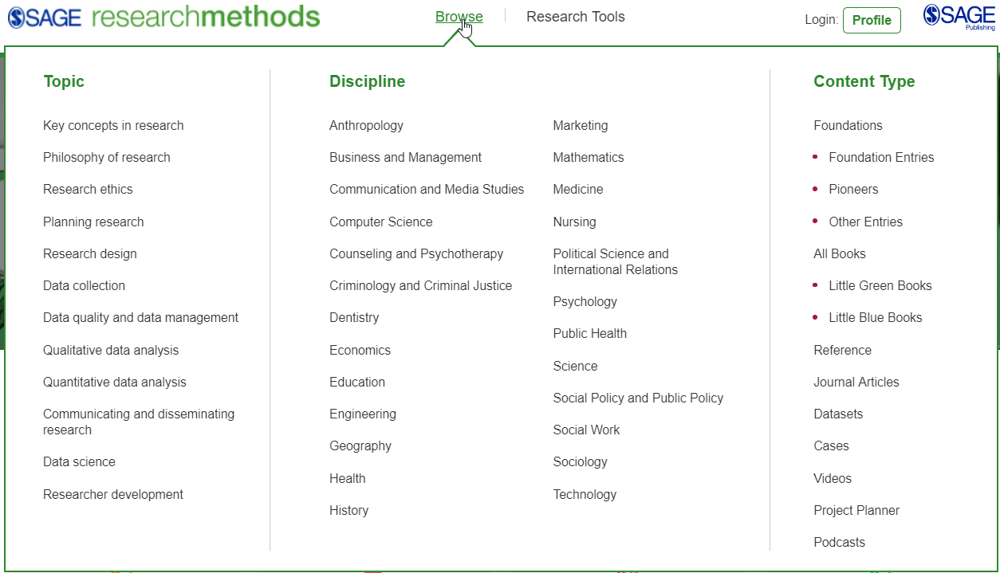 SAGE researchmethods
Browse
Research Tools
Login: Profile
SAGE
Publishing
Topic
Key concepts in research
Philosophy of research
Research ethics
Planning research
Research design
Data collection
Data quality and data management
Qualitative data analysis
Quantitative data analysis
Communicating and disseminating
research
Data science
Researcher development
Discipline
Anthropology
Business and Management
Communication and Media Studies
Computer Science
Counseling and Psychotherapy
Criminology and Criminal Justice
Dentistry
Economics
Education
Engineering
Geography
Health
History
Marketing
Mathematics
Medicine
Nursing
Political Science and
International Relations
Psychology
Public Health
Science
Social Policy and Public Policy
Social Work
Sociology
Technology
Content Type
Foundations
Foundation Entries
Pioneers
Other Entries
All Books
Little Green Books
Little Blue Books
Reference
Journal Articles
Datasets
Cases
Videos
Project Planner
Podcasts